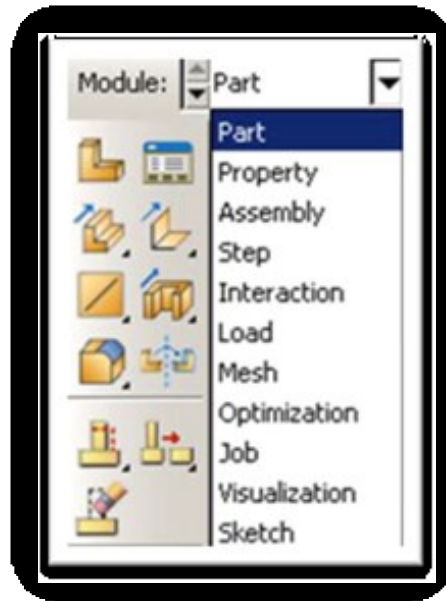 Module: Part
Part
Property
Assembly
Step
Interaction
Load
Mesh
Optimization
Job
Visualization
Sketch